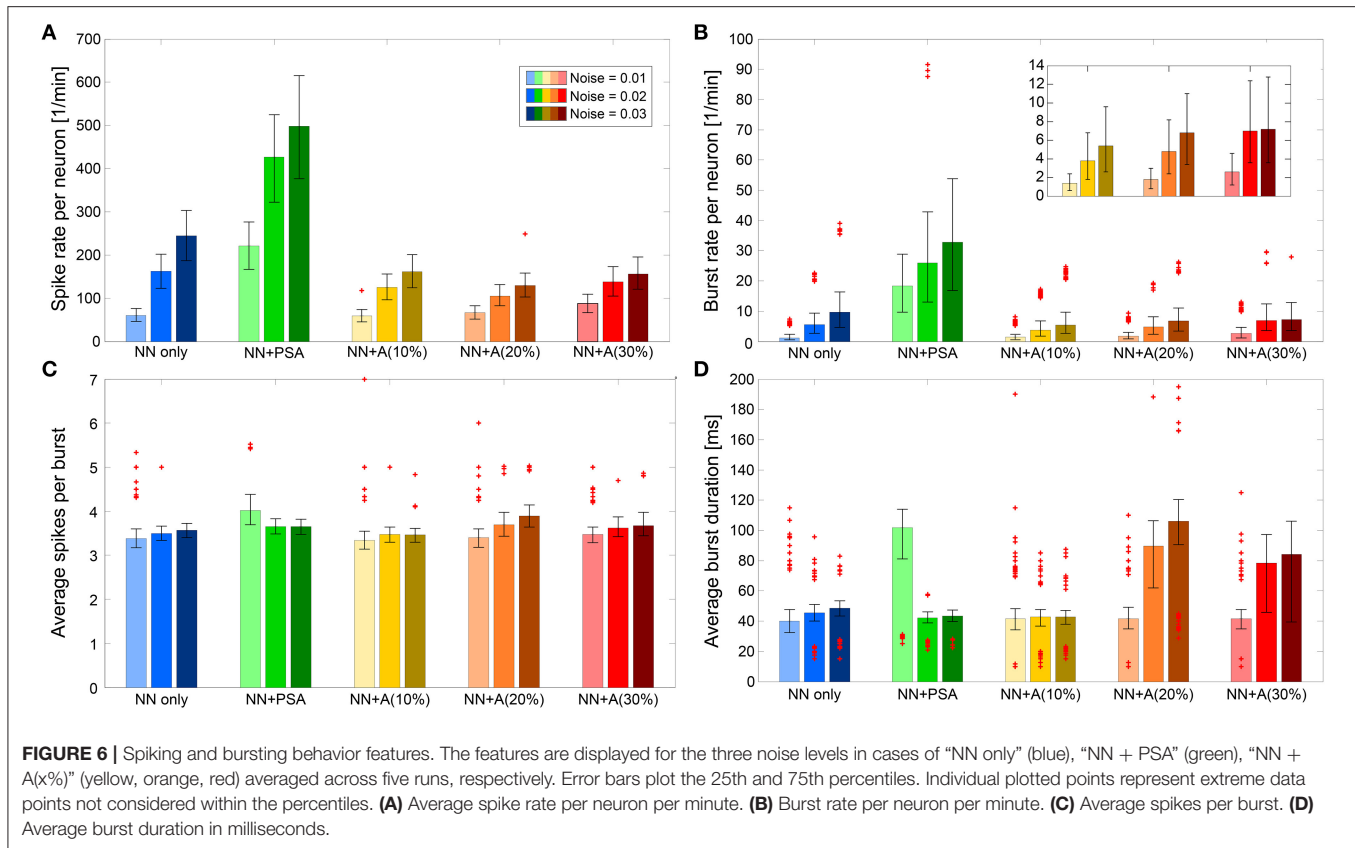 A
700
600
500
400
300
200
100
0
Spike rate per neuron [1/min]
Noise = 0.01
Noise = 0.02
Noise = 0.03
NN only NN+PSA NN+A(10%) NN+A(20%) NN+A(30%)
B
100
90
80
70
60
50
40
30
20
10
0
Burst rate per neuron [1/min]
14
12
10
8
6
4
2
0
NN only NN+PSA NN+A(10%) NN+A(20%) NN+A(30%)
C
7
6
5
4
3
2
1
0
Average spikes per burst
NN only NN+PSA NN+A(10%) NN+A(20%) NN+A(30%)
D
200
180
160
140
120
100
80
60
40
20
0
Average burst duration [ms]
NN only NN+PSA NN+A(10%) NN+A(20%) NN+A(30%)
FIGURE 6 | Spiking and bursting behavior features. The features are displayed for the three noise levels in cases of “NN only” (blue), “NN + PSA” (green), “NN +
A(x%)” (yellow, orange, red) averaged across five runs, respectively. Error bars plot the 25th and 75th percentiles. Individual plotted points represent extreme data
points not considered within the percentiles. (A) Average spike rate per neuron per minute. (B) Burst rate per neuron per minute. (C) Average spikes per burst. (D)
Average burst duration in milliseconds.